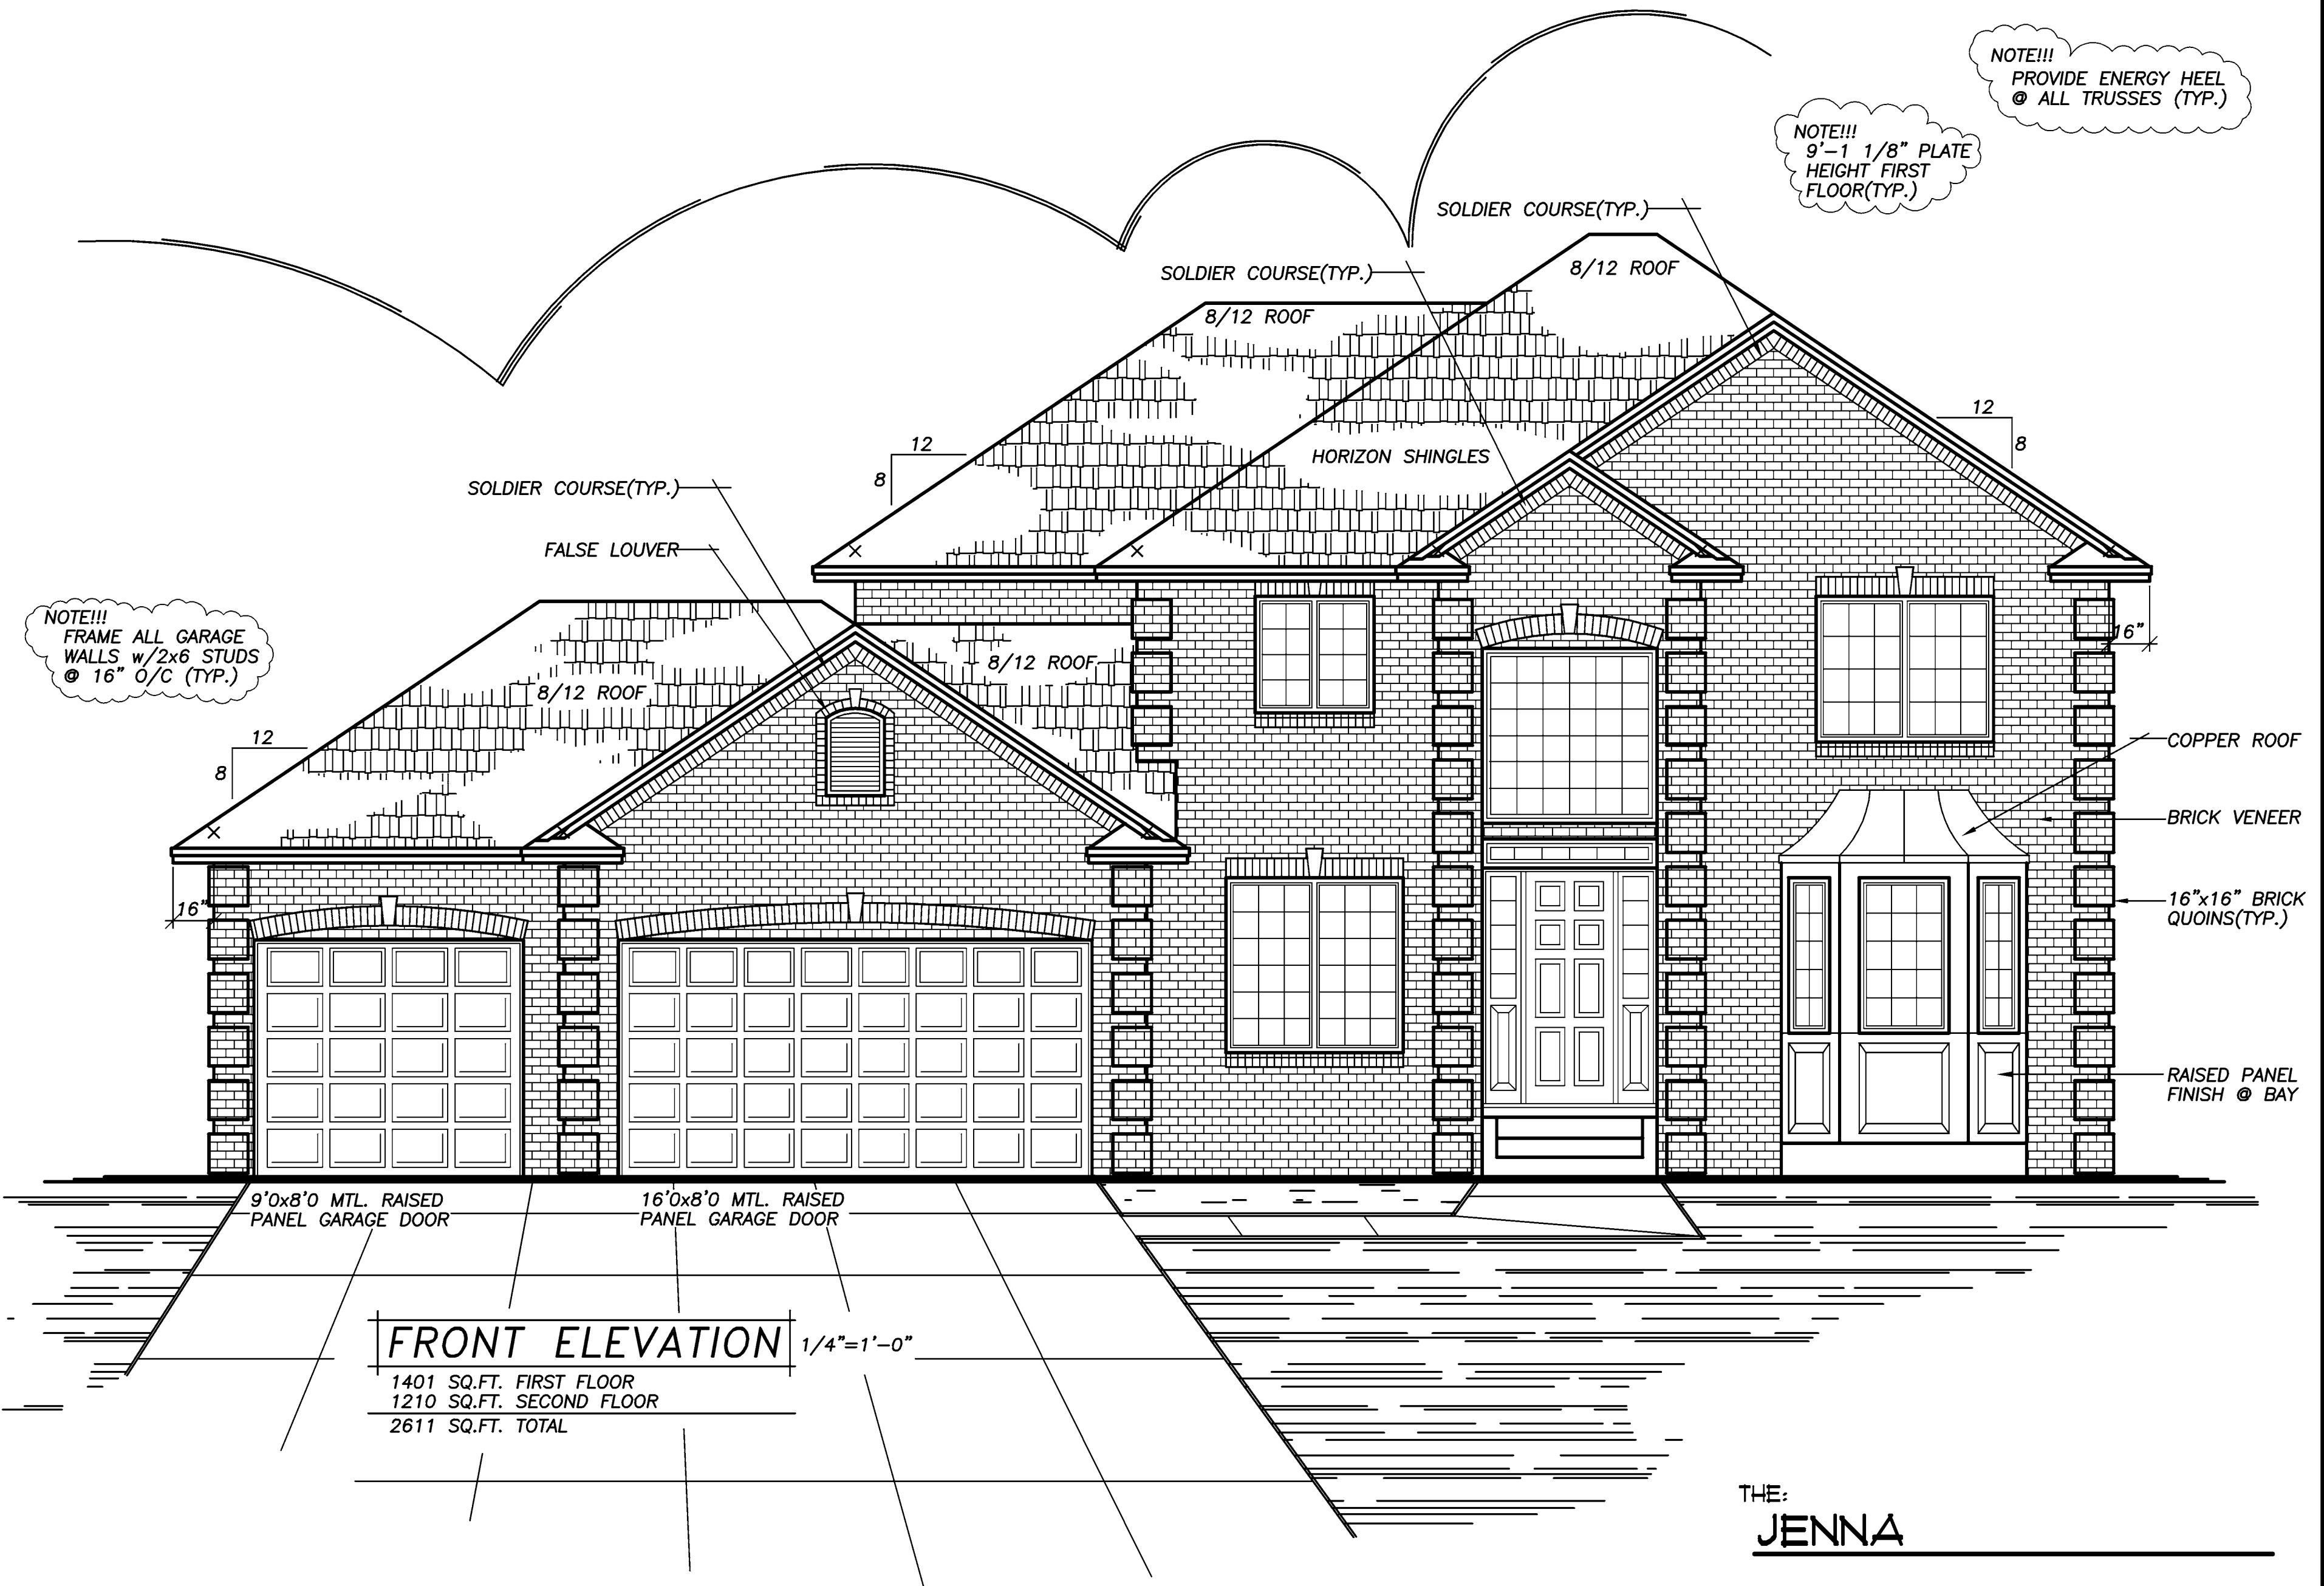 NOTE!!!
PROVIDE ENERGY HEEL
@ ALL TRUSSES (TYP.)
NOTE!!!
9'-1 1/8" PLATE
HEIGHT FIRST
FLOOR(TYP.)
SOLDIER COURSE(TYP.)
SOLDIER COURSE(TYP.)
8/12 ROOF
8/12 ROOF
12
8
12
8
HORIZON SHINGLES
SOLDIER COURSE(TYP.)
FALSE LOUVER
NOTE!!!
FRAME ALL GARAGE
WALLS w/2x6 STUDS
@ 16" O/C (TYP.)
8/12 ROOF
8/12 ROOF
16"
12
8
COPPER ROOF
BRICK VENEER
16"
16"x16" BRICK
QUOINS(TYP.)
RAISED PANEL
FINISH @ BAY
9'0x8'0 MTL. RAISED
PANEL GARAGE DOOR
16'0x8'0 MTL. RAISED
PANEL GARAGE DOOR
FRONT ELEVATION 1/4"=1'-0"
1401 SQ.FT. FIRST FLOOR
1210 SQ.FT. SECOND FLOOR
2611 SQ.FT. TOTAL
THE:
JENNA